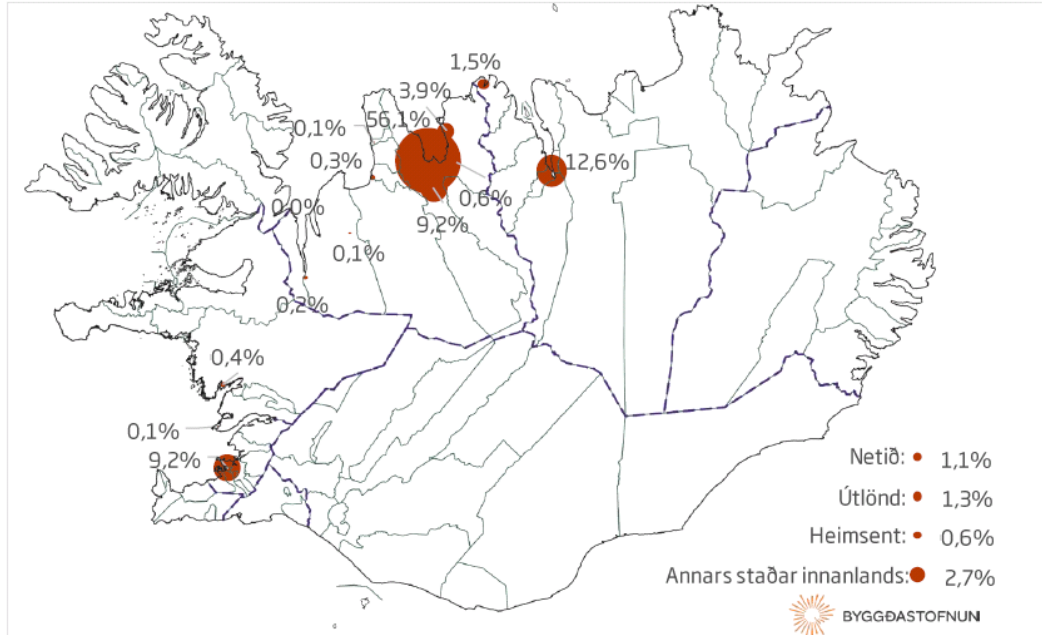 1,5%
3,9%
0,1%
56,1%
0,3%
12,6%
0,6%
0,0%
9,2%
0,1%
0,2%
0,4%
0,1%
9,2%
Netið: 1,1%
Útlönd: 1,3%
Heimsent: 0,6%
Annars staðar innanlands: 2,7%
BYGGÐASTOFNUN